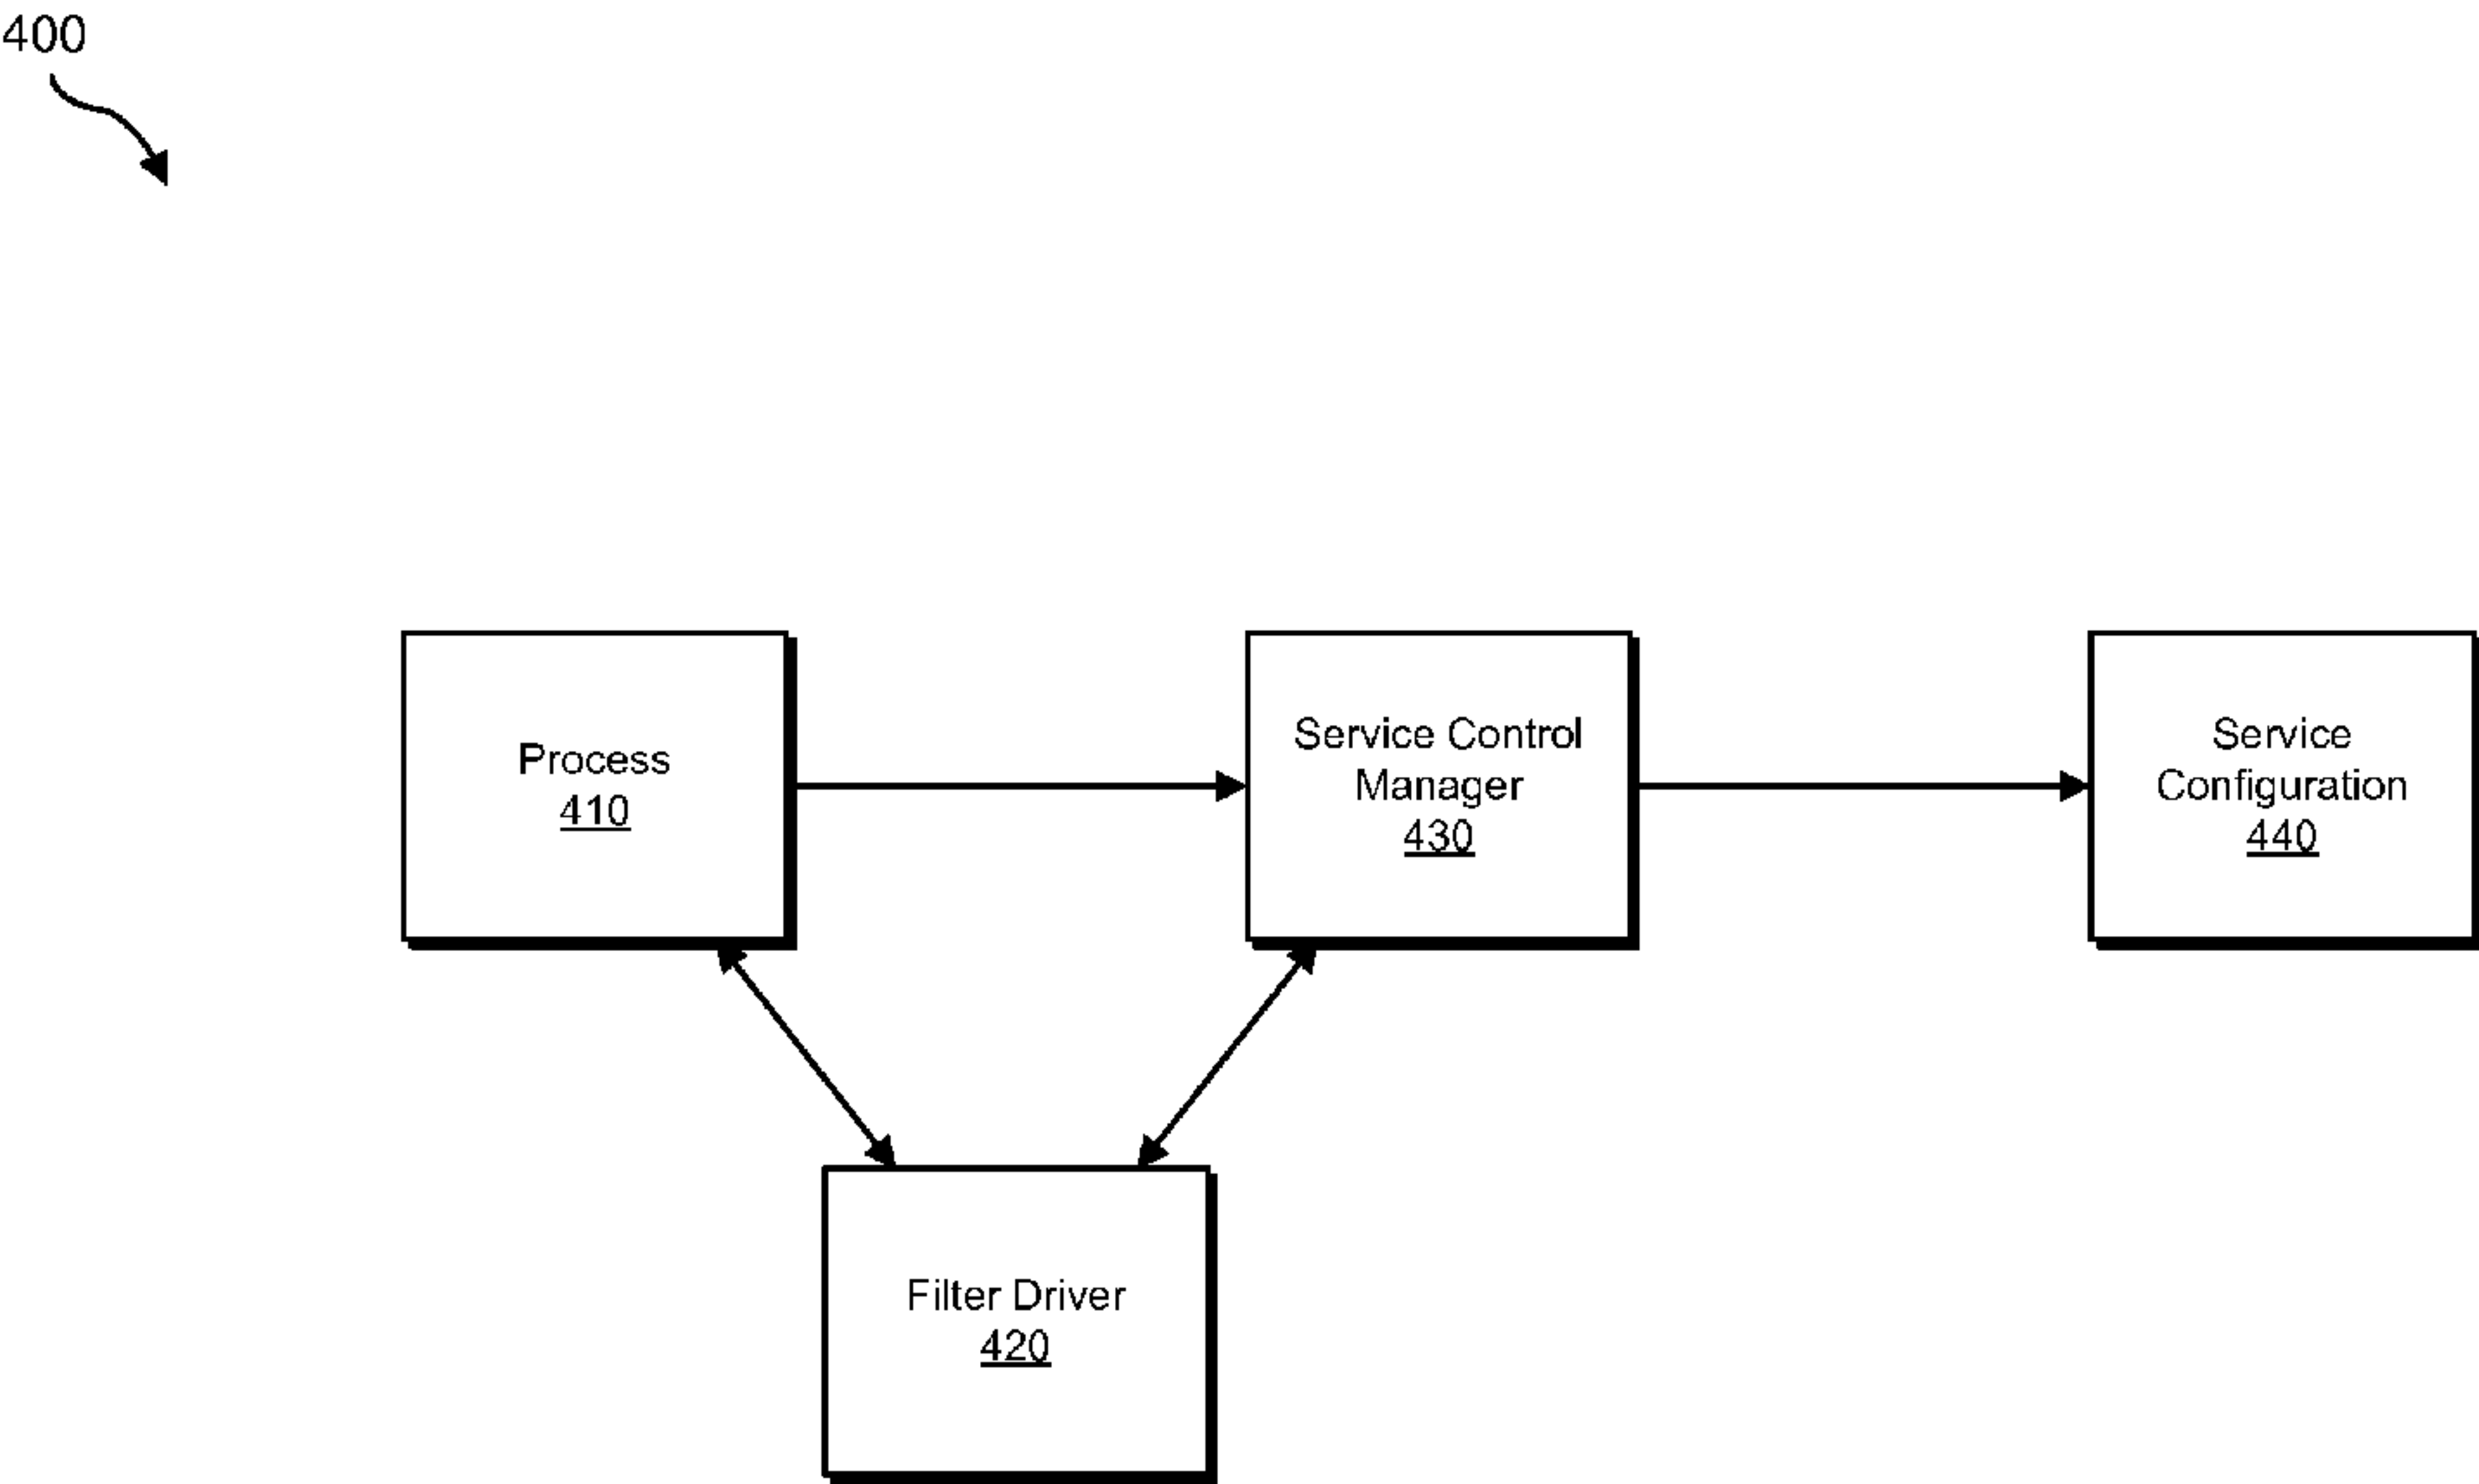 400
Process
410
Service Control
Manager
430
Service
Configuration
440
Filter Driver
420